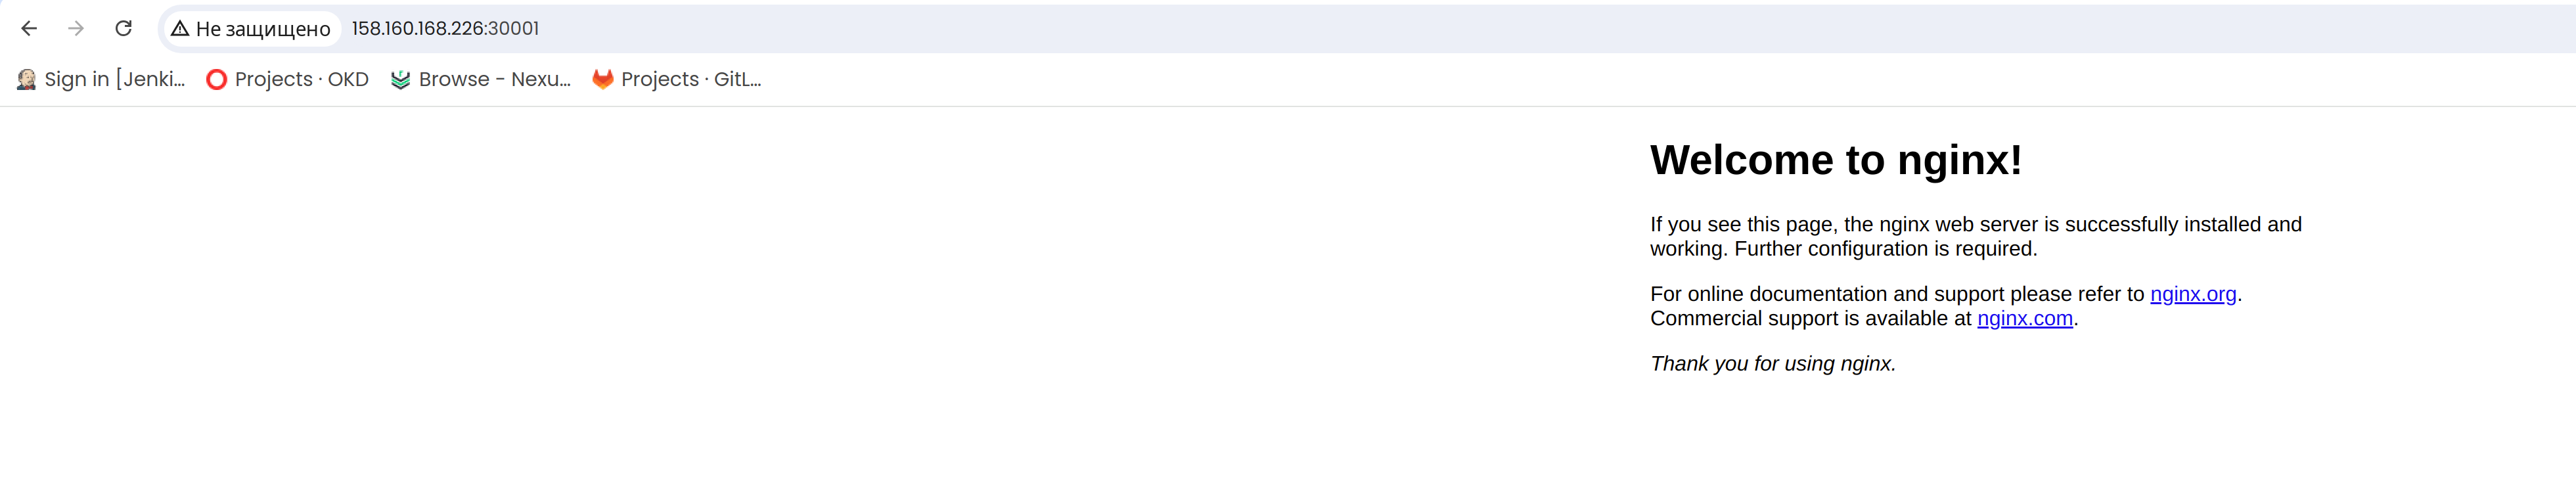 Не защищено 158.160.168.226:30001
Sign in [Jenki... Projects · OKD Browse - Nexu... Projects · GitL...
Welcome to nginx!
If you see this page, the nginx web server is successfully installed and
working. Further configuration is required.
For online documentation and support please refer to nginx.org.
Commercial support is available at nginx.com.
Thank you for using nginx.